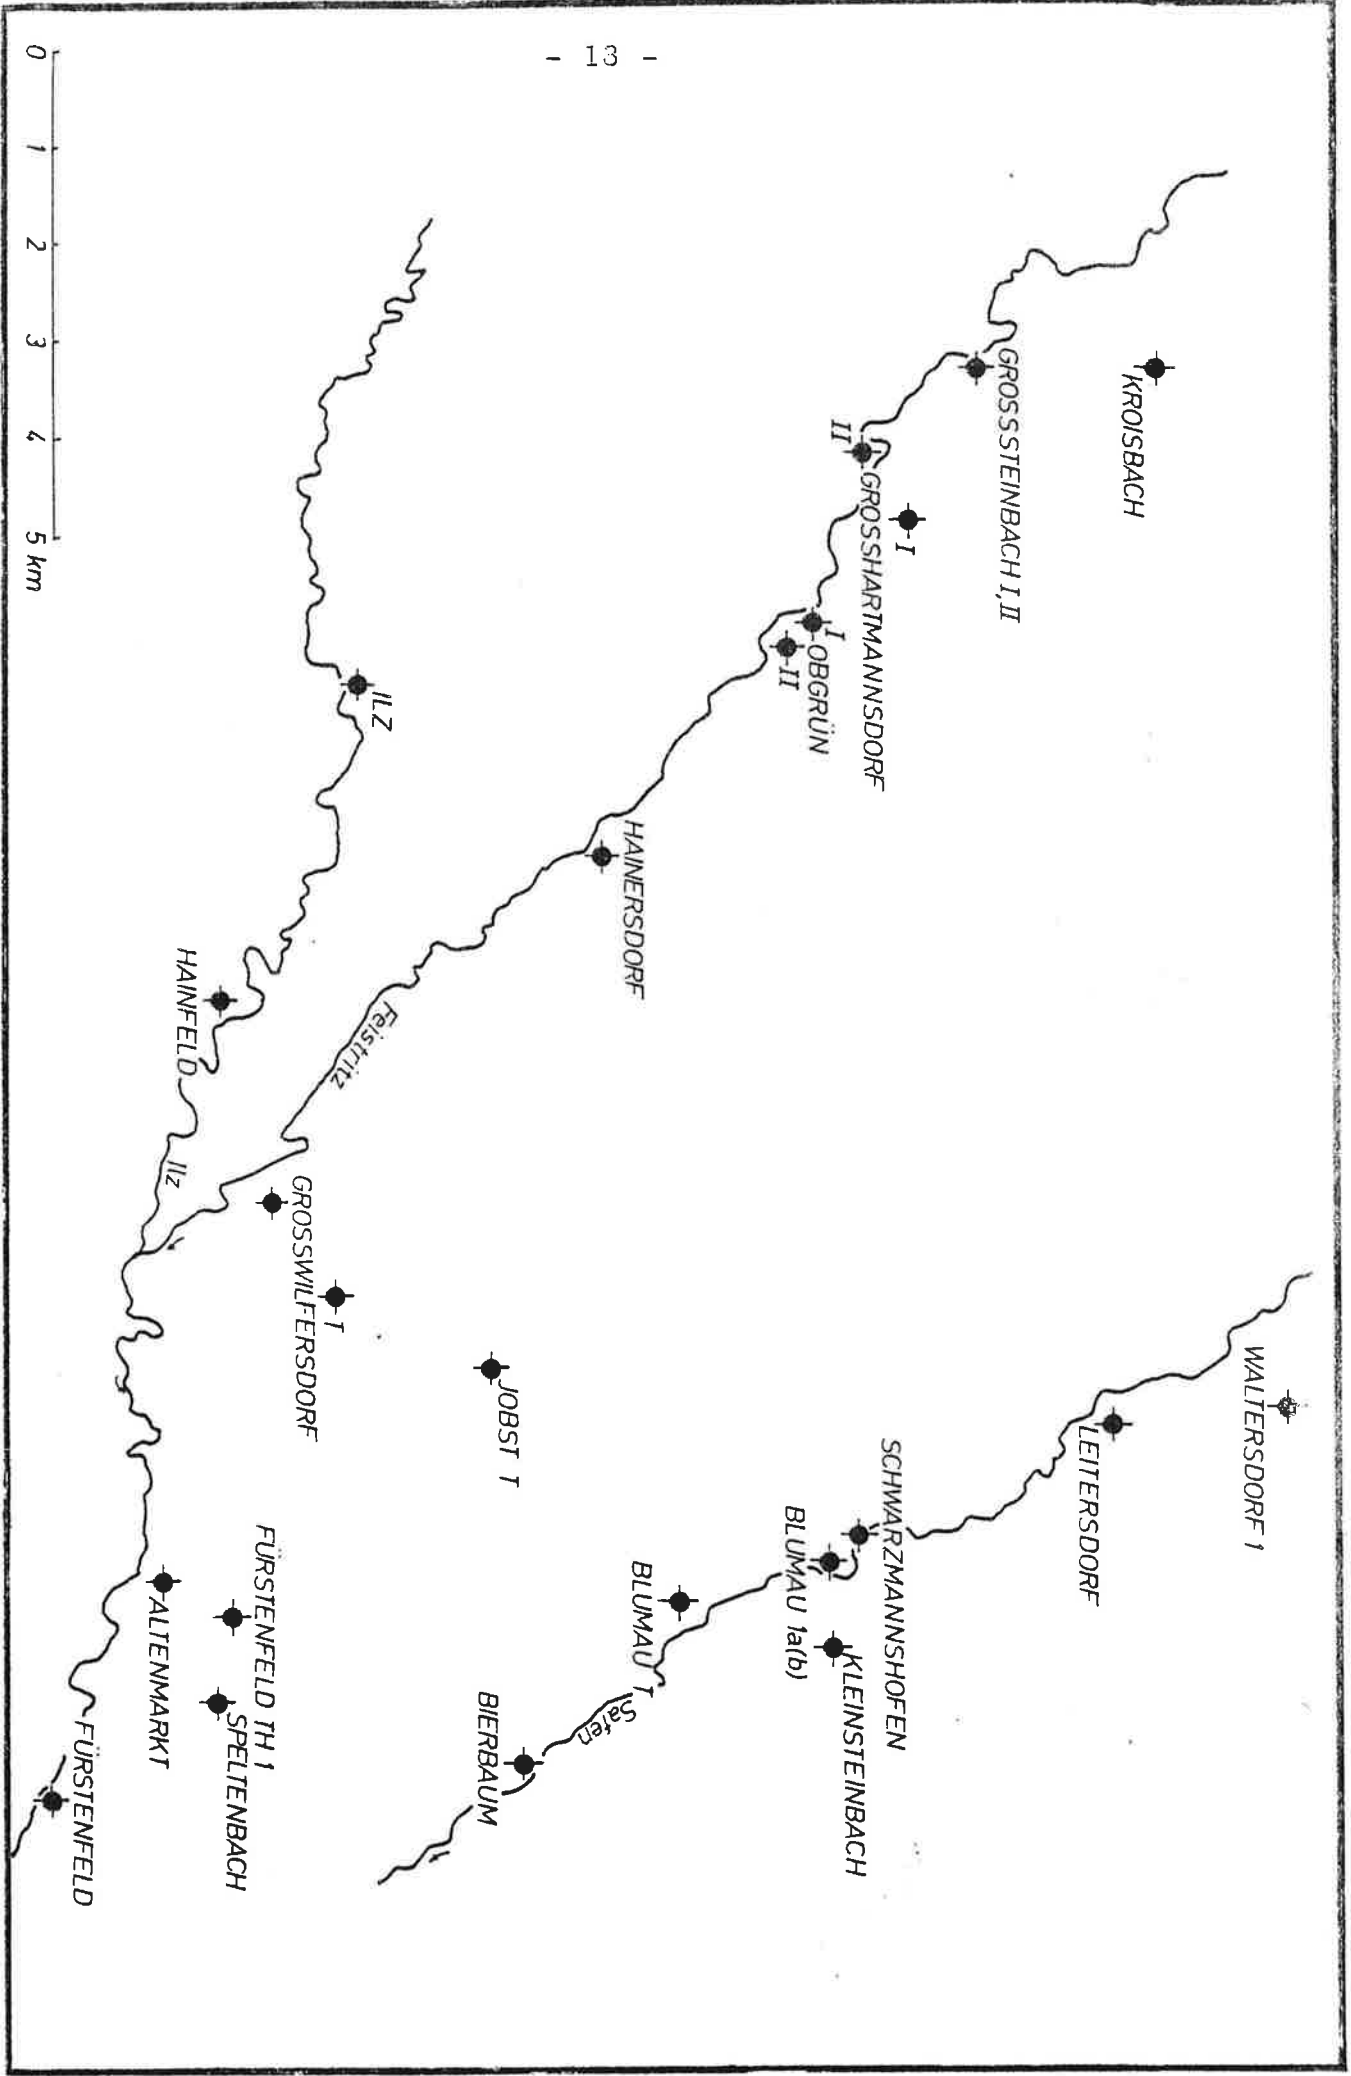 - 13 -
KROISBACH
GROSSSTEINBACH I,II
I
II
GROSSHARTMANNSDORF
I
OBGRÜN
II
HAINERSDORF
ILZ
HAINFELD
Feistritz
Ilz
GROSSWILFERSDORF
T
JOBST T
WALTERSDORF 1
LEITERSDORF
SCHWARZMANNSHOFEN
BLUMAU 1a(b)
KLEINSTEINBACH
BLUMAU T
Safen
BIERBAUM
FÜRSTENFELD TH 1
SPELTENBACH
ALTENMARKT
FÜRSTENFELD
0 1 2 3 4 5 km